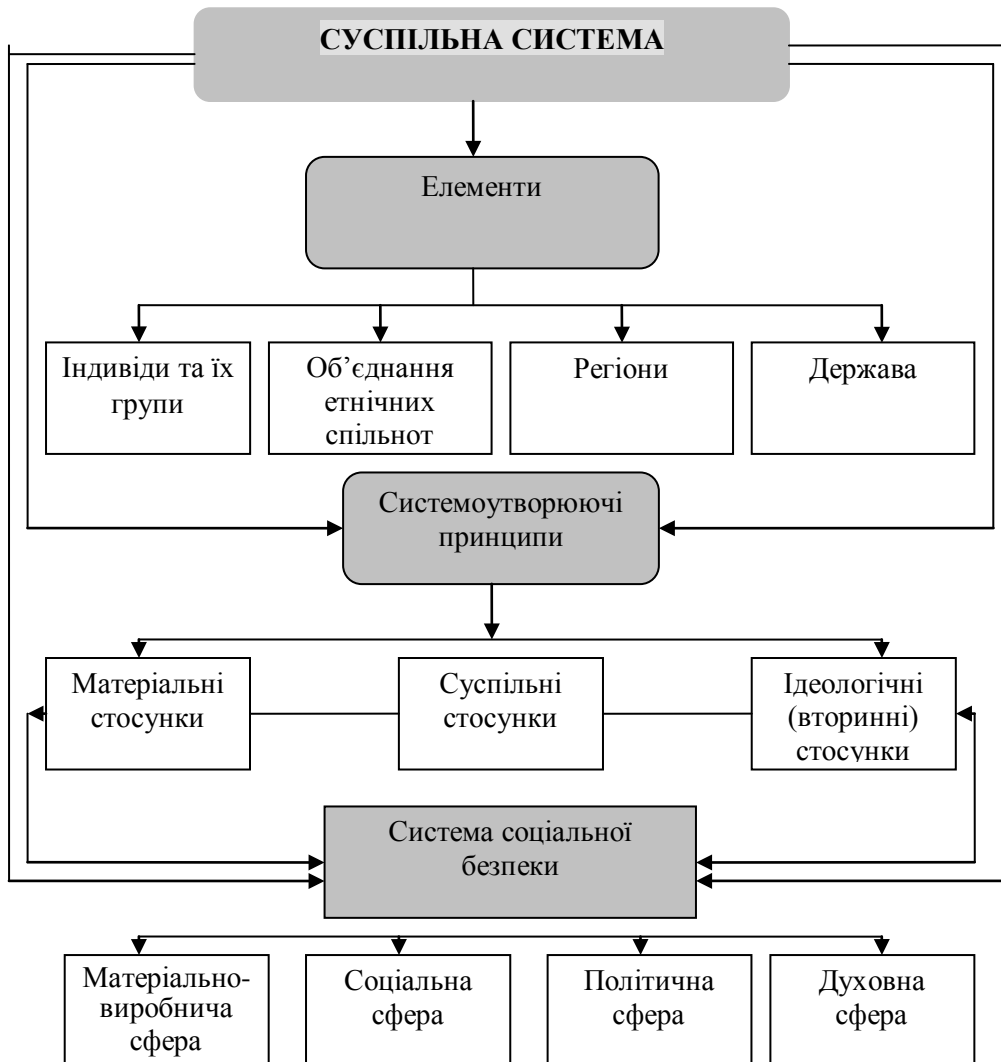 СУСПІЛЬНА СИСТЕМА
Елементи
Індивіди та їх
групи
Об’єднання
етнічних
спільнот
Регіони
Держава
Системоутворюючі
принципи
Матеріальні
стосунки
Суспільні
стосунки
Ідеологічні
(вторинні)
стосунки
Система соціальної
безпеки
Матеріально-
виробнича
сфера
Соціальна
сфера
Політична
сфера
Духовна
сфера